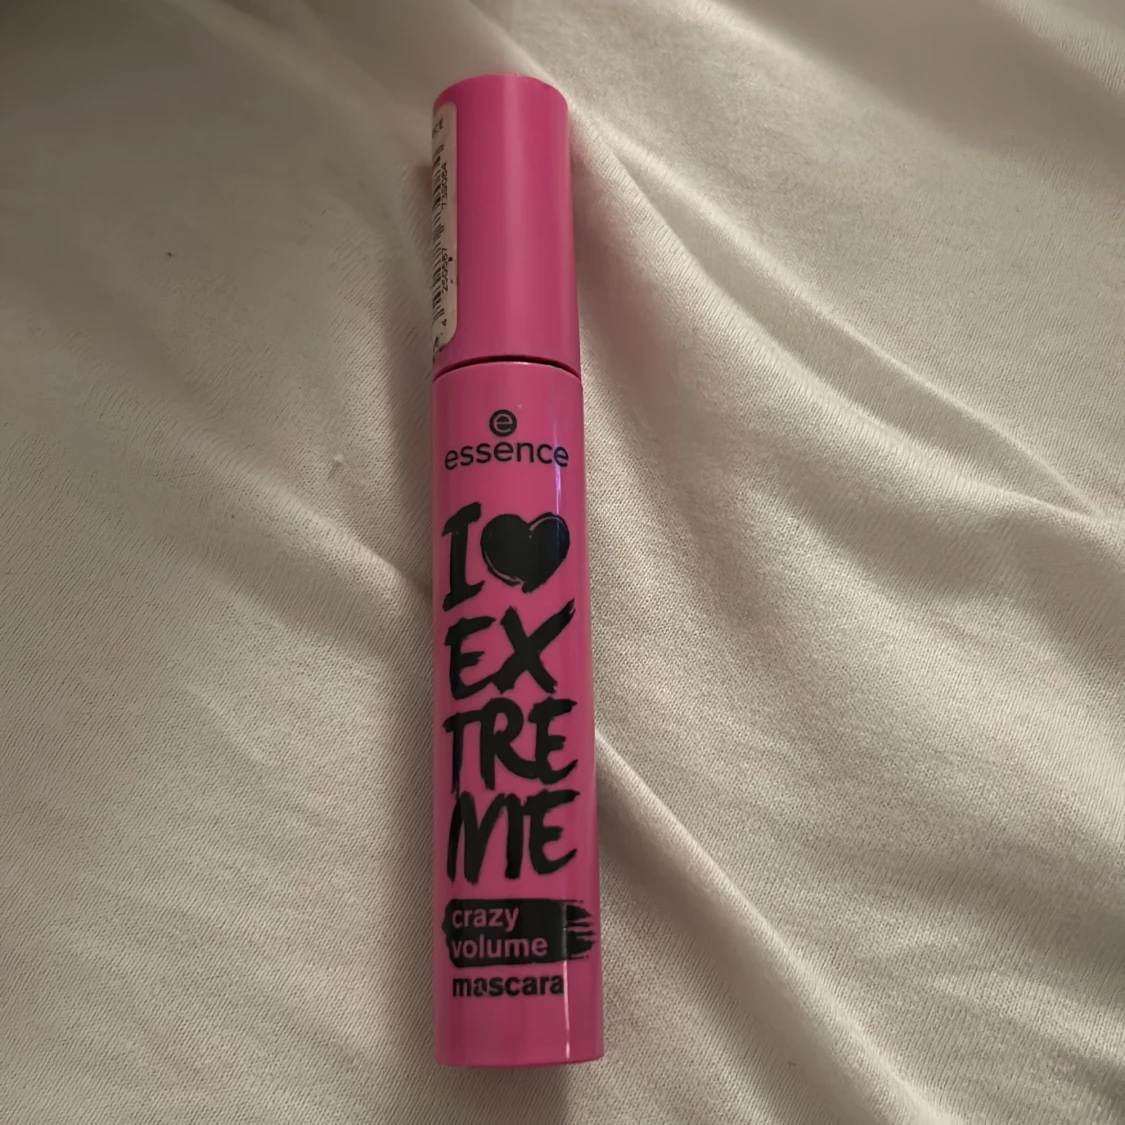 e
essence
I ♥
EX
TRE
ME
crazy
volume
mascara